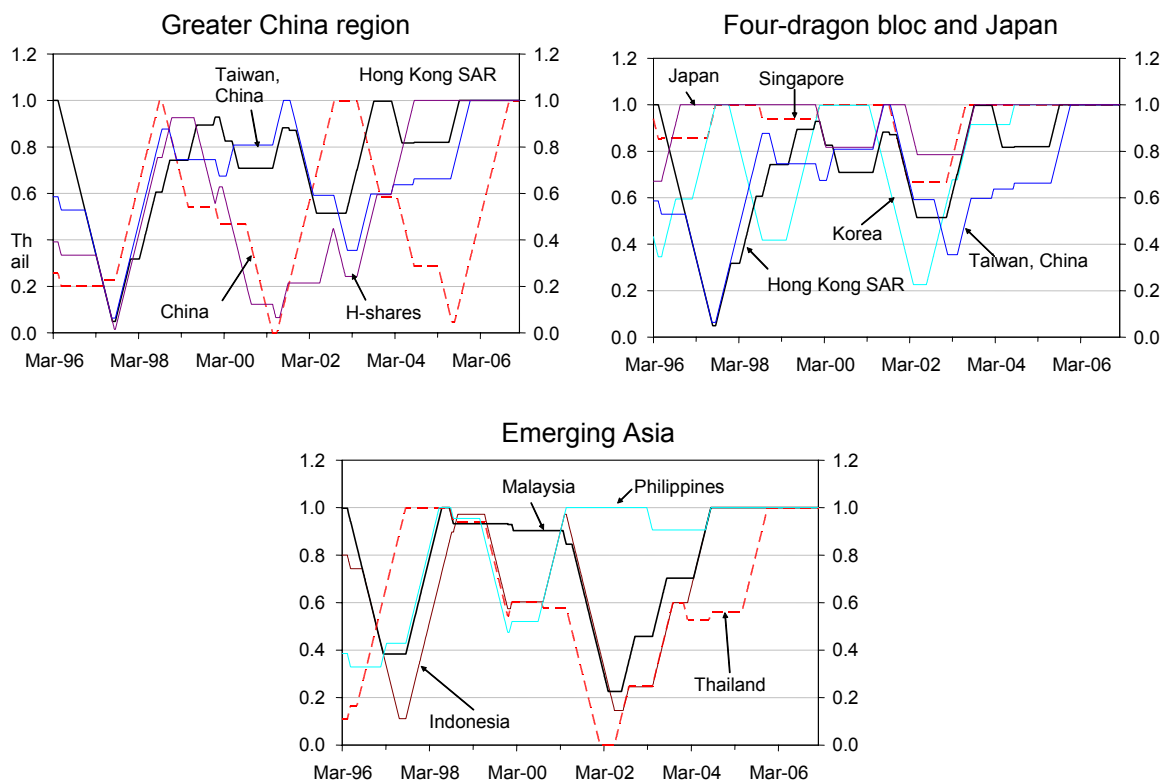 Greater China region
1.2 1.2
Taiwan,
China
Hong Kong SAR
1.0 1.0
0.8 0.8
0.6 0.6
0.4 0.4
Th
ail
0.2 0.2
China
H-shares
0.0 0.0
Mar-96 Mar-98 Mar-00 Mar-02 Mar-04 Mar-06
Four-dragon bloc and Japan
1.2 1.2
Japan
Singapore
1.0 1.0
0.8 0.8
0.6 0.6
0.4 0.4
Korea
Taiwan, China
0.2 0.2
Hong Kong SAR
0.0 0.0
Mar-96 Mar-98 Mar-00 Mar-02 Mar-04 Mar-06
Emerging Asia
1.2 1.2
Malaysia
Philippines
1.0 1.0
0.8 0.8
0.6 0.6
0.4 0.4
Thailand
0.2 0.2
Indonesia
0.0 0.0
Mar-96 Mar-98 Mar-00 Mar-02 Mar-04 Mar-06